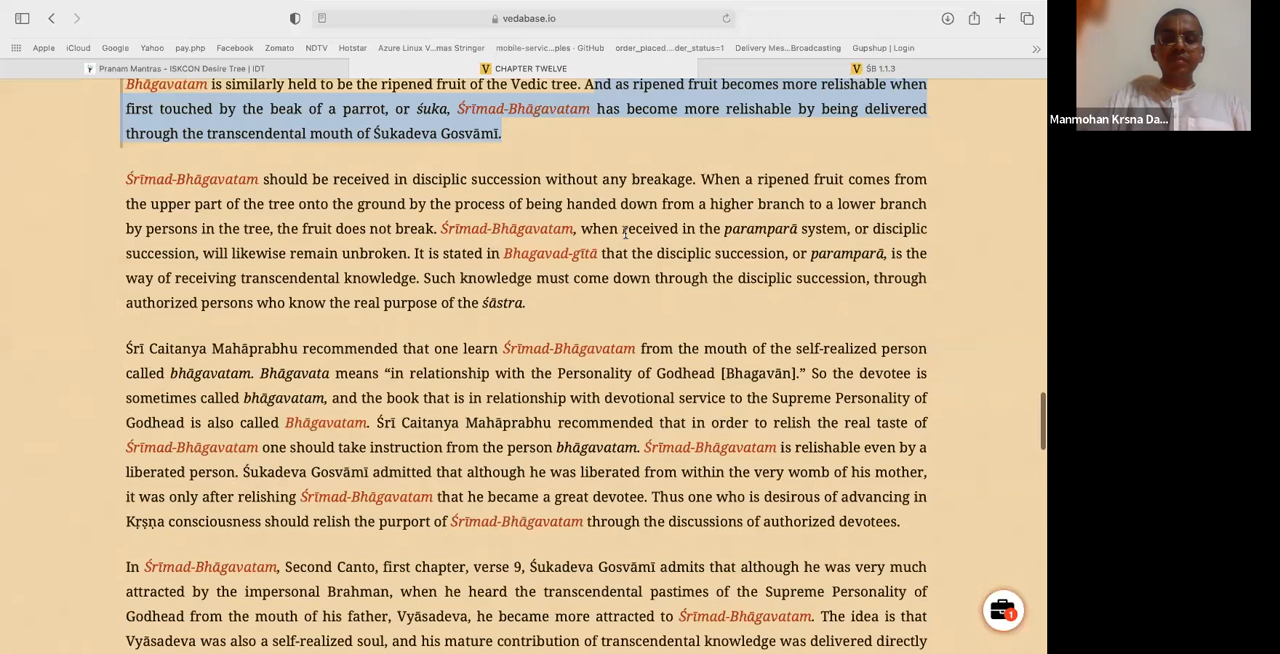 vedabase.io
Apple iCloud Google Yahoo pay.php Facebook Zomato NDTV Hotstar Azure Linux V...mas Stringer mobile-servic...ples · GitHub order_placed....der_status=1 Delivery Mes...Broadcasting Gupshup | Login
Pranam Mantras – ISKCON Desire Tree | IDT
CHAPTER TWELVE
ŚB 1.1.3
Bhāgavatam is similarly held to be the ripened fruit of the Vedic tree. And as ripened fruit becomes more relishable when
first touched by the beak of a parrot, or śuka, Śrīmad-Bhāgavatam has become more relishable by being delivered
through the transcendental mouth of Śukadeva Gosvāmī.
Śrīmad-Bhāgavatam should be received in disciplic succession without any breakage. When a ripened fruit comes from
the upper part of the tree onto the ground by the process of being handed down from a higher branch to a lower branch
by persons in the tree, the fruit does not break. Śrīmad-Bhāgavatam, when received in the paramparā system, or disciplic
succession, will likewise remain unbroken. It is stated in Bhagavad-gītā that the disciplic succession, or paramparā, is the
way of receiving transcendental knowledge. Such knowledge must come down through the disciplic succession, through
authorized persons who know the real purpose of the śāstra.
Śrī Caitanya Mahāprabhu recommended that one learn Śrīmad-Bhāgavatam from the mouth of the self-realized person
called bhāgavatam. Bhāgavata means “in relationship with the Personality of Godhead [Bhagavān].” So the devotee is
sometimes called bhāgavatam, and the book that is in relationship with devotional service to the Supreme Personality of
Godhead is also called Bhāgavatam. Śrī Caitanya Mahāprabhu recommended that in order to relish the real taste of
Śrīmad-Bhāgavatam one should take instruction from the person bhāgavatam. Śrīmad-Bhāgavatam is relishable even by a
liberated person. Śukadeva Gosvāmī admitted that although he was liberated from within the very womb of his mother,
it was only after relishing Śrīmad-Bhāgavatam that he became a great devotee. Thus one who is desirous of advancing in
Kṛṣṇa consciousness should relish the purport of Śrīmad-Bhāgavatam through the discussions of authorized devotees.
In Śrīmad-Bhāgavatam, Second Canto, first chapter, verse 9, Śukadeva Gosvāmī admits that although he was very much
attracted by the impersonal Brahman, when he heard the transcendental pastimes of the Supreme Personality of
Godhead from the mouth of his father, Vyāsadeva, he became more attracted to Śrīmad-Bhāgavatam. The idea is that
Vyāsadeva was also a self-realized soul, and his mature contribution of transcendental knowledge was delivered directly
1
Manmohan Krsna Da...